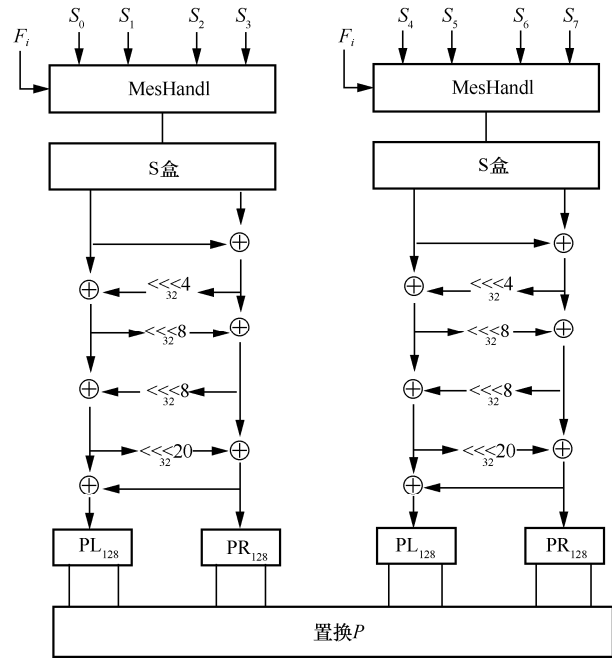 S₀ S₁ S₂ S₃ S₄ S₅ S₆ S₇
Fᵢ Fᵢ
MesHandl MesHandl
S盒 S盒
<<<4 <<<4
32 32
<<<8 <<<8
32 32
<<<8 <<<8
32 32
<<<20 <<<20
32 32
PL₁₂₈ PR₁₂₈ PL₁₂₈ PR₁₂₈
置换P